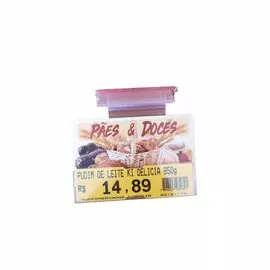 PÃES & DOCES
PUDIM DE LEITE KI DELICIA 850g
R$ 14,89